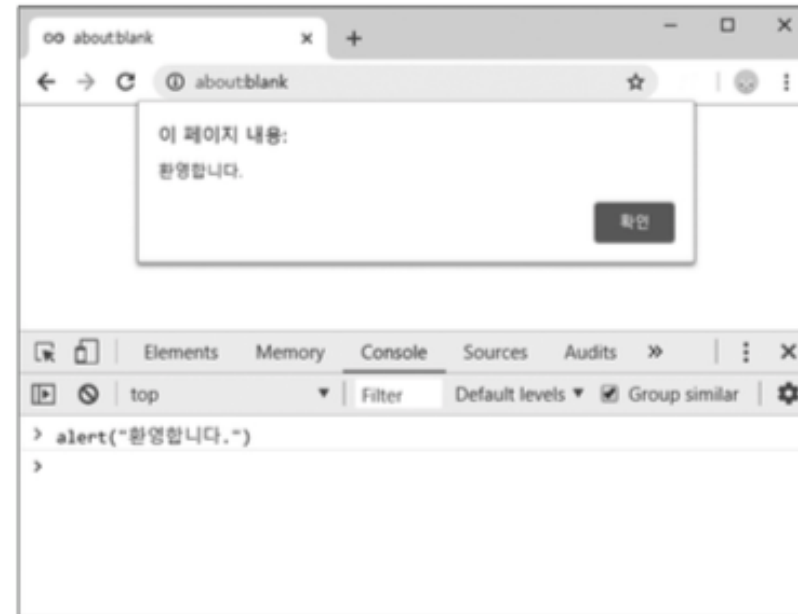 about:blank
about:blank
이 페이지 내용:
환영합니다.
확인
Elements Memory Console Sources Audits »
top ▼ Filter Default levels ▼ Group similar
> alert("환영합니다.")
>